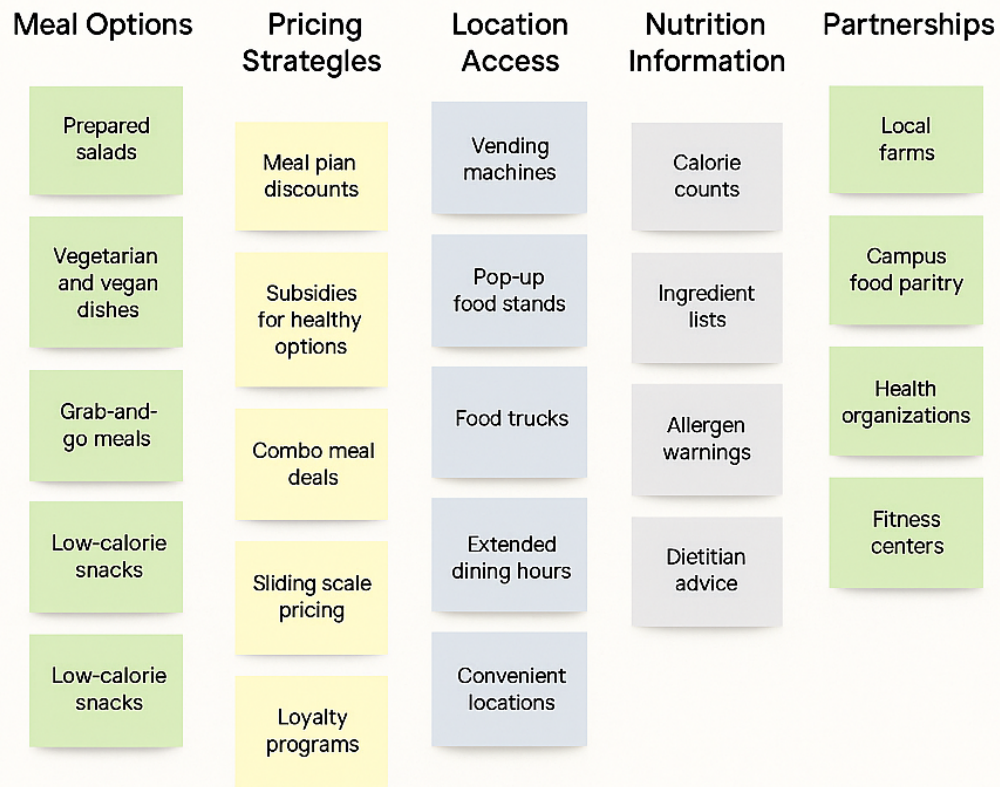 Meal Options
Prepared
salads
Vegetarian
and vegan
dishes
Grab-and-
go meals
Low-calorie
snacks
Low-calorie
snacks
Pricing
Strategles
Meal pian
discounts
Subsidies
for healthy
options
Combo meal
deals
Sliding scale
pricing
Loyalty
programs
Location
Access
Vending
machines
Pop-up
food stands
Food trucks
Extended
dining hours
Convenient
locations
Nutrition
Information
Calorie
counts
Ingredient
lists
Allergen
warnings
Dietitian
advice
Partnerships
Local
farms
Campus
food paritry
Health
organizations
Fitness
centers